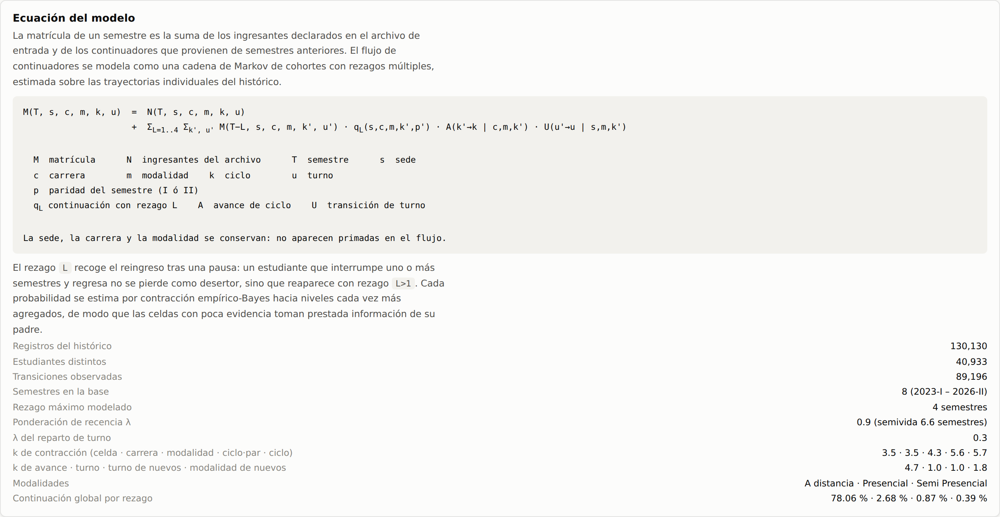 Ecuación del modelo
La matrícula de un semestre es la suma de los ingresantes declarados en el archivo de
entrada y de los continuadores que provienen de semestres anteriores. El flujo de
continuadores se modela como una cadena de Markov de cohortes con rezagos múltiples,
estimada sobre las trayectorias individuales del histórico.
M(T, s, c, m, k, u)  =  N(T, s, c, m, k, u)
+  ΣL=1..4 Σk', u' M(T−L, s, c, m, k', u') · qL(s,c,m,k',p') · A(k'→k | c,m,k') · U(u'→u | s,m,k')
M  matrícula      N  ingresantes del archivo      T  semestre      s  sede
c  carrera        m  modalidad    k  ciclo        u  turno
p  paridad del semestre (I ó II)
qL continuación con rezago L    A  avance de ciclo    U  transición de turno
La sede, la carrera y la modalidad se conservan: no aparecen primadas en el flujo.
El rezago L recoge el reingreso tras una pausa: un estudiante que interrumpe uno o más
semestres y regresa no se pierde como desertor, sino que reaparece con rezago L>1. Cada
probabilidad se estima por contracción empírico-Bayes hacia niveles cada vez más
agregados, de modo que las celdas con poca evidencia toman prestada información de su
padre.
Registros del histórico 130,130
Estudiantes distintos 40,933
Transiciones observadas 89,196
Semestres en la base 8 (2023-I – 2026-II)
Rezago máximo modelado 4 semestres
Ponderación de recencia λ 0.9 (semivida 6.6 semestres)
λ del reparto de turno 0.3
k de contracción (celda · carrera · modalidad · ciclo·par · ciclo) 3.5 · 3.5 · 4.3 · 5.6 · 5.7
k de avance · turno · turno de nuevos · modalidad de nuevos 4.7 · 1.0 · 1.0 · 1.8
Modalidades A distancia · Presencial · Semi Presencial
Continuación global por rezago 78.06 % · 2.68 % · 0.87 % · 0.39 %